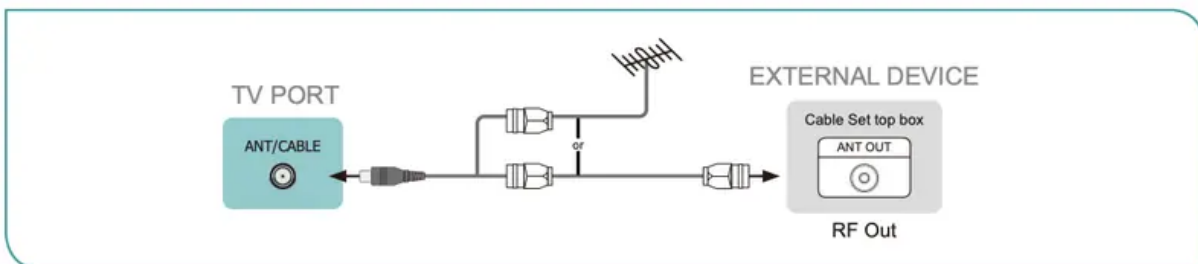 TV PORT
ANT/CABLE
or
EXTERNAL DEVICE
Cable Set top box
ANT OUT
RF Out